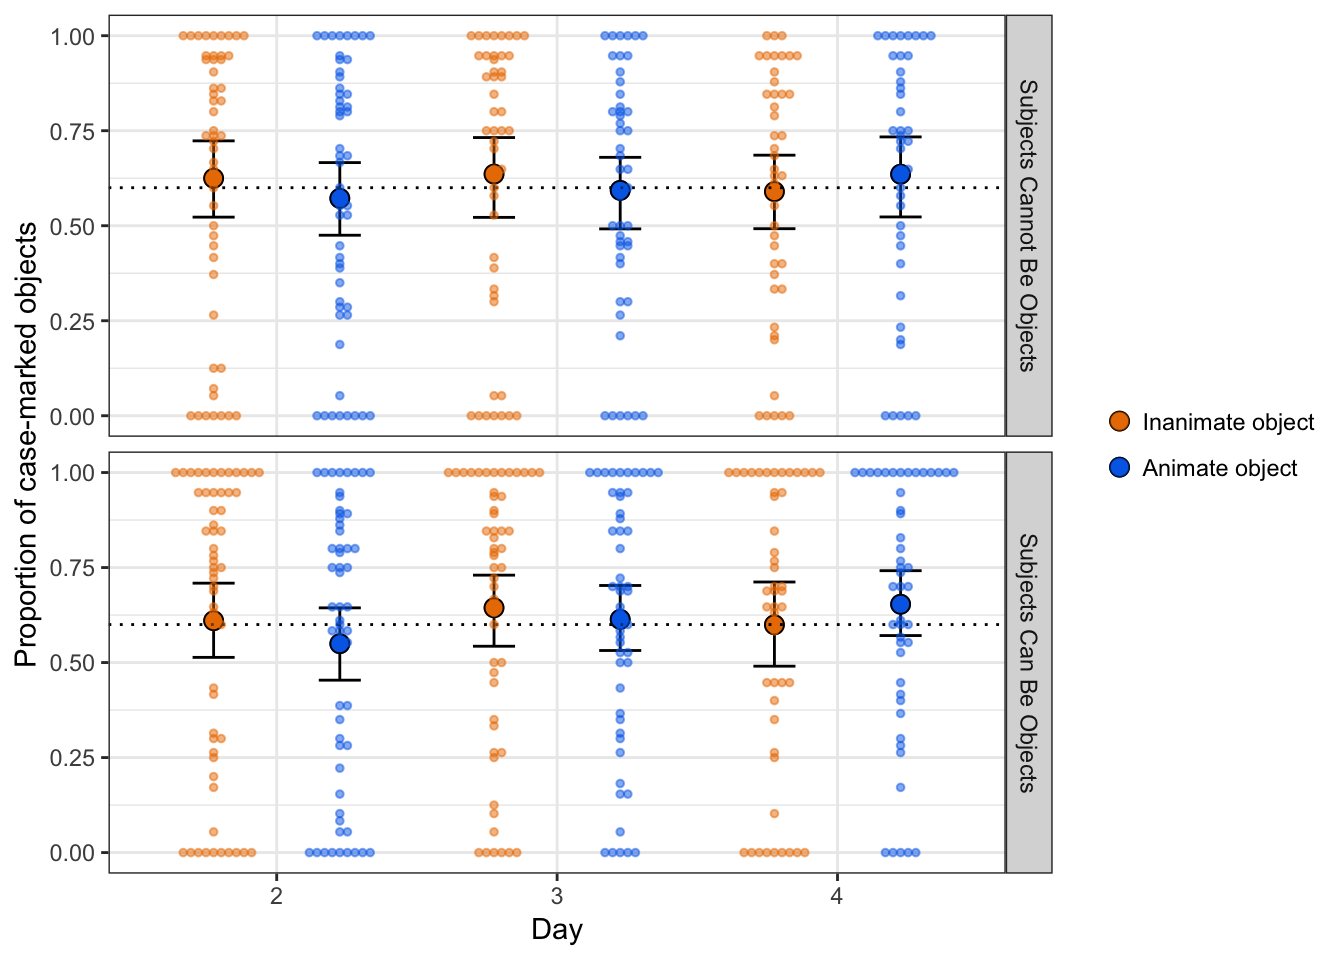 Proportion of case-marked objects
1.00
0.75
0.50
0.25
0.00
Subjects Cannot Be Objects
1.00
0.75
0.50
0.25
0.00
Subjects Can Be Objects
2 3 4
Day
Inanimate object
Animate object